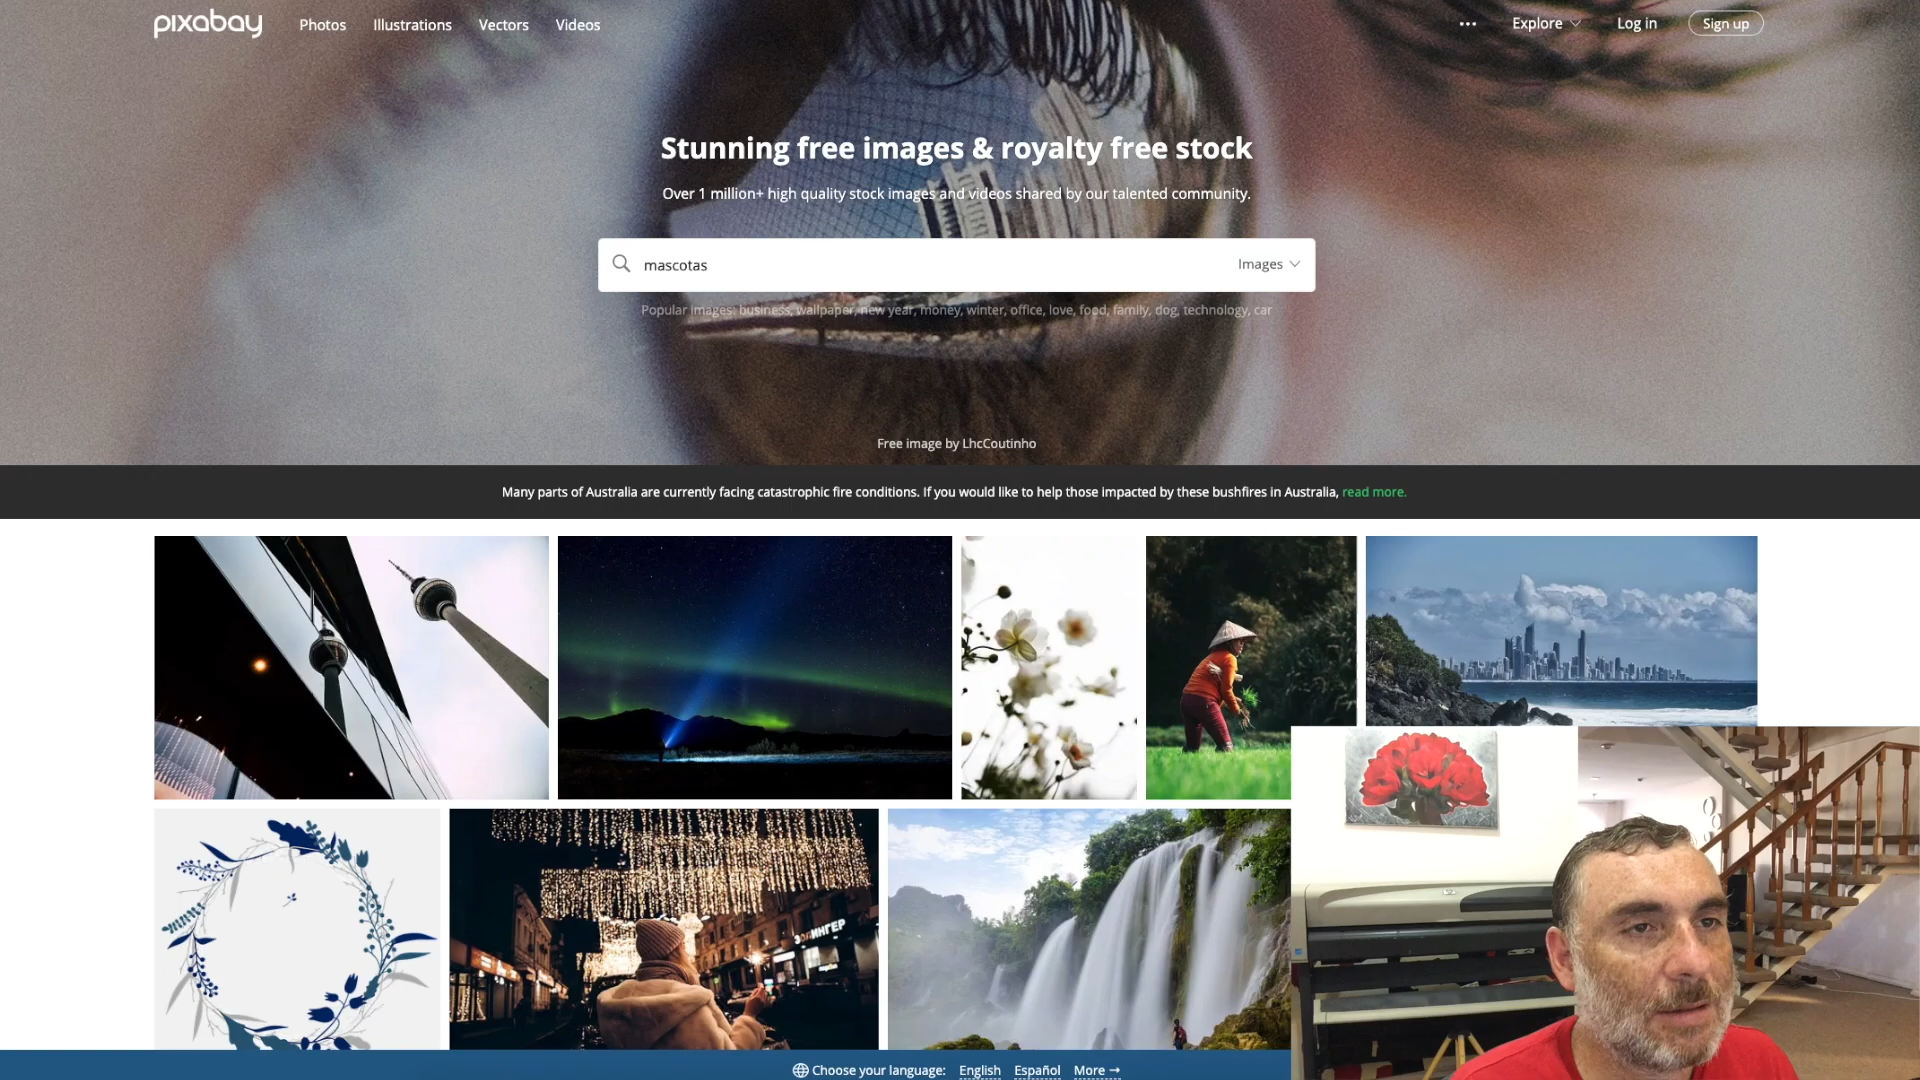 pixabay
Photos Illustrations Vectors Videos
••• Explore Log in Sign up
Stunning free images & royalty free stock
Over 1 million+ high quality stock images and videos shared by our talented community.
mascotas Images
Popular images: business, wallpaper, new year, money, winter, office, love, food, family, dog, technology, car
Free image by LhcCoutinho
Many parts of Australia are currently facing catastrophic fire conditions. If you would like to help those impacted by these bushfires in Australia, read more.
Choose your language: English Español More →